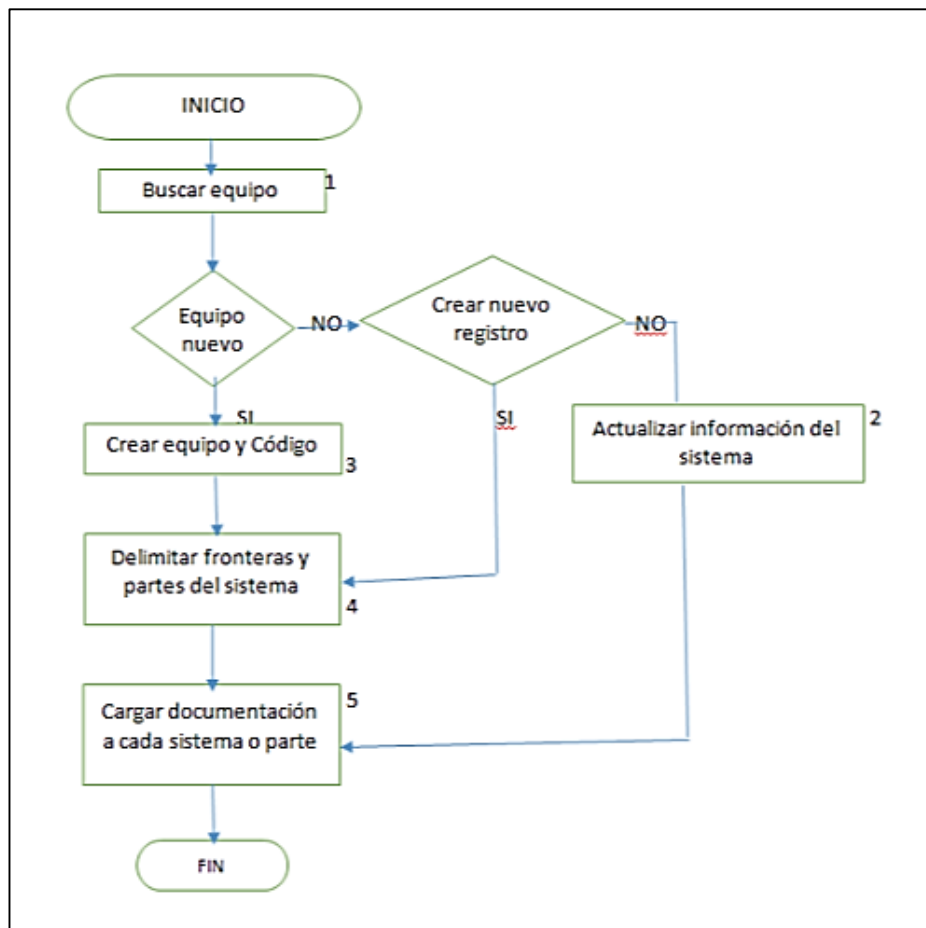 INICIO
Buscar equipo
1
Equipo
nuevo
NO
Crear nuevo
registro
NO
SI
SI
Crear equipo y Código
3
Actualizar información del
sistema
2
Delimitar fronteras y
partes del sistema
4
Cargar documentación
a cada sistema o parte
5
FIN